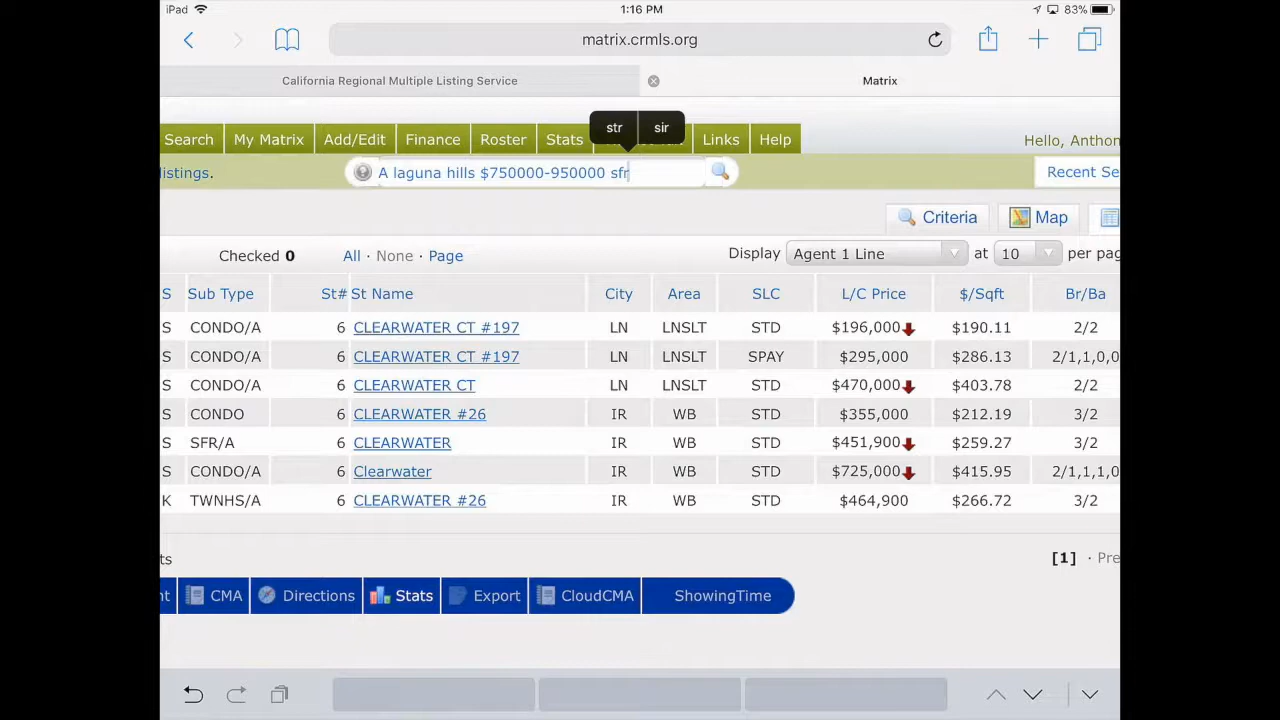 iPad 1:16 PM 83%
matrix.crmls.org
California Regional Multiple Listing Service Matrix
str sir
Search My Matrix Add/Edit Finance Roster Stats Links Help Hello, Anthon
listings. A laguna hills $750000-950000 sfr Recent Se
Criteria Map
Checked 0 All · None · Page Display Agent 1 Line at 10 per pag
S Sub Type St# St Name City Area SLC L/C Price $/Sqft Br/Ba
S CONDO/A 6 CLEARWATER CT #197 LN LNSLT STD $196,000 $190.11 2/2
S CONDO/A 6 CLEARWATER CT #197 LN LNSLT SPAY $295,000 $286.13 2/1,1,0,0
S CONDO/A 6 CLEARWATER CT LN LNSLT STD $470,000 $403.78 2/2
S CONDO 6 CLEARWATER #26 IR WB STD $355,000 $212.19 3/2
S SFR/A 6 CLEARWATER IR WB STD $451,900 $259.27 3/2
S CONDO/A 6 Clearwater IR WB STD $725,000 $415.95 2/1,1,1,0
K TWNHS/A 6 CLEARWATER #26 IR WB STD $464,900 $266.72 3/2
ts [1] · Pre
nt CMA Directions Stats Export CloudCMA ShowingTime